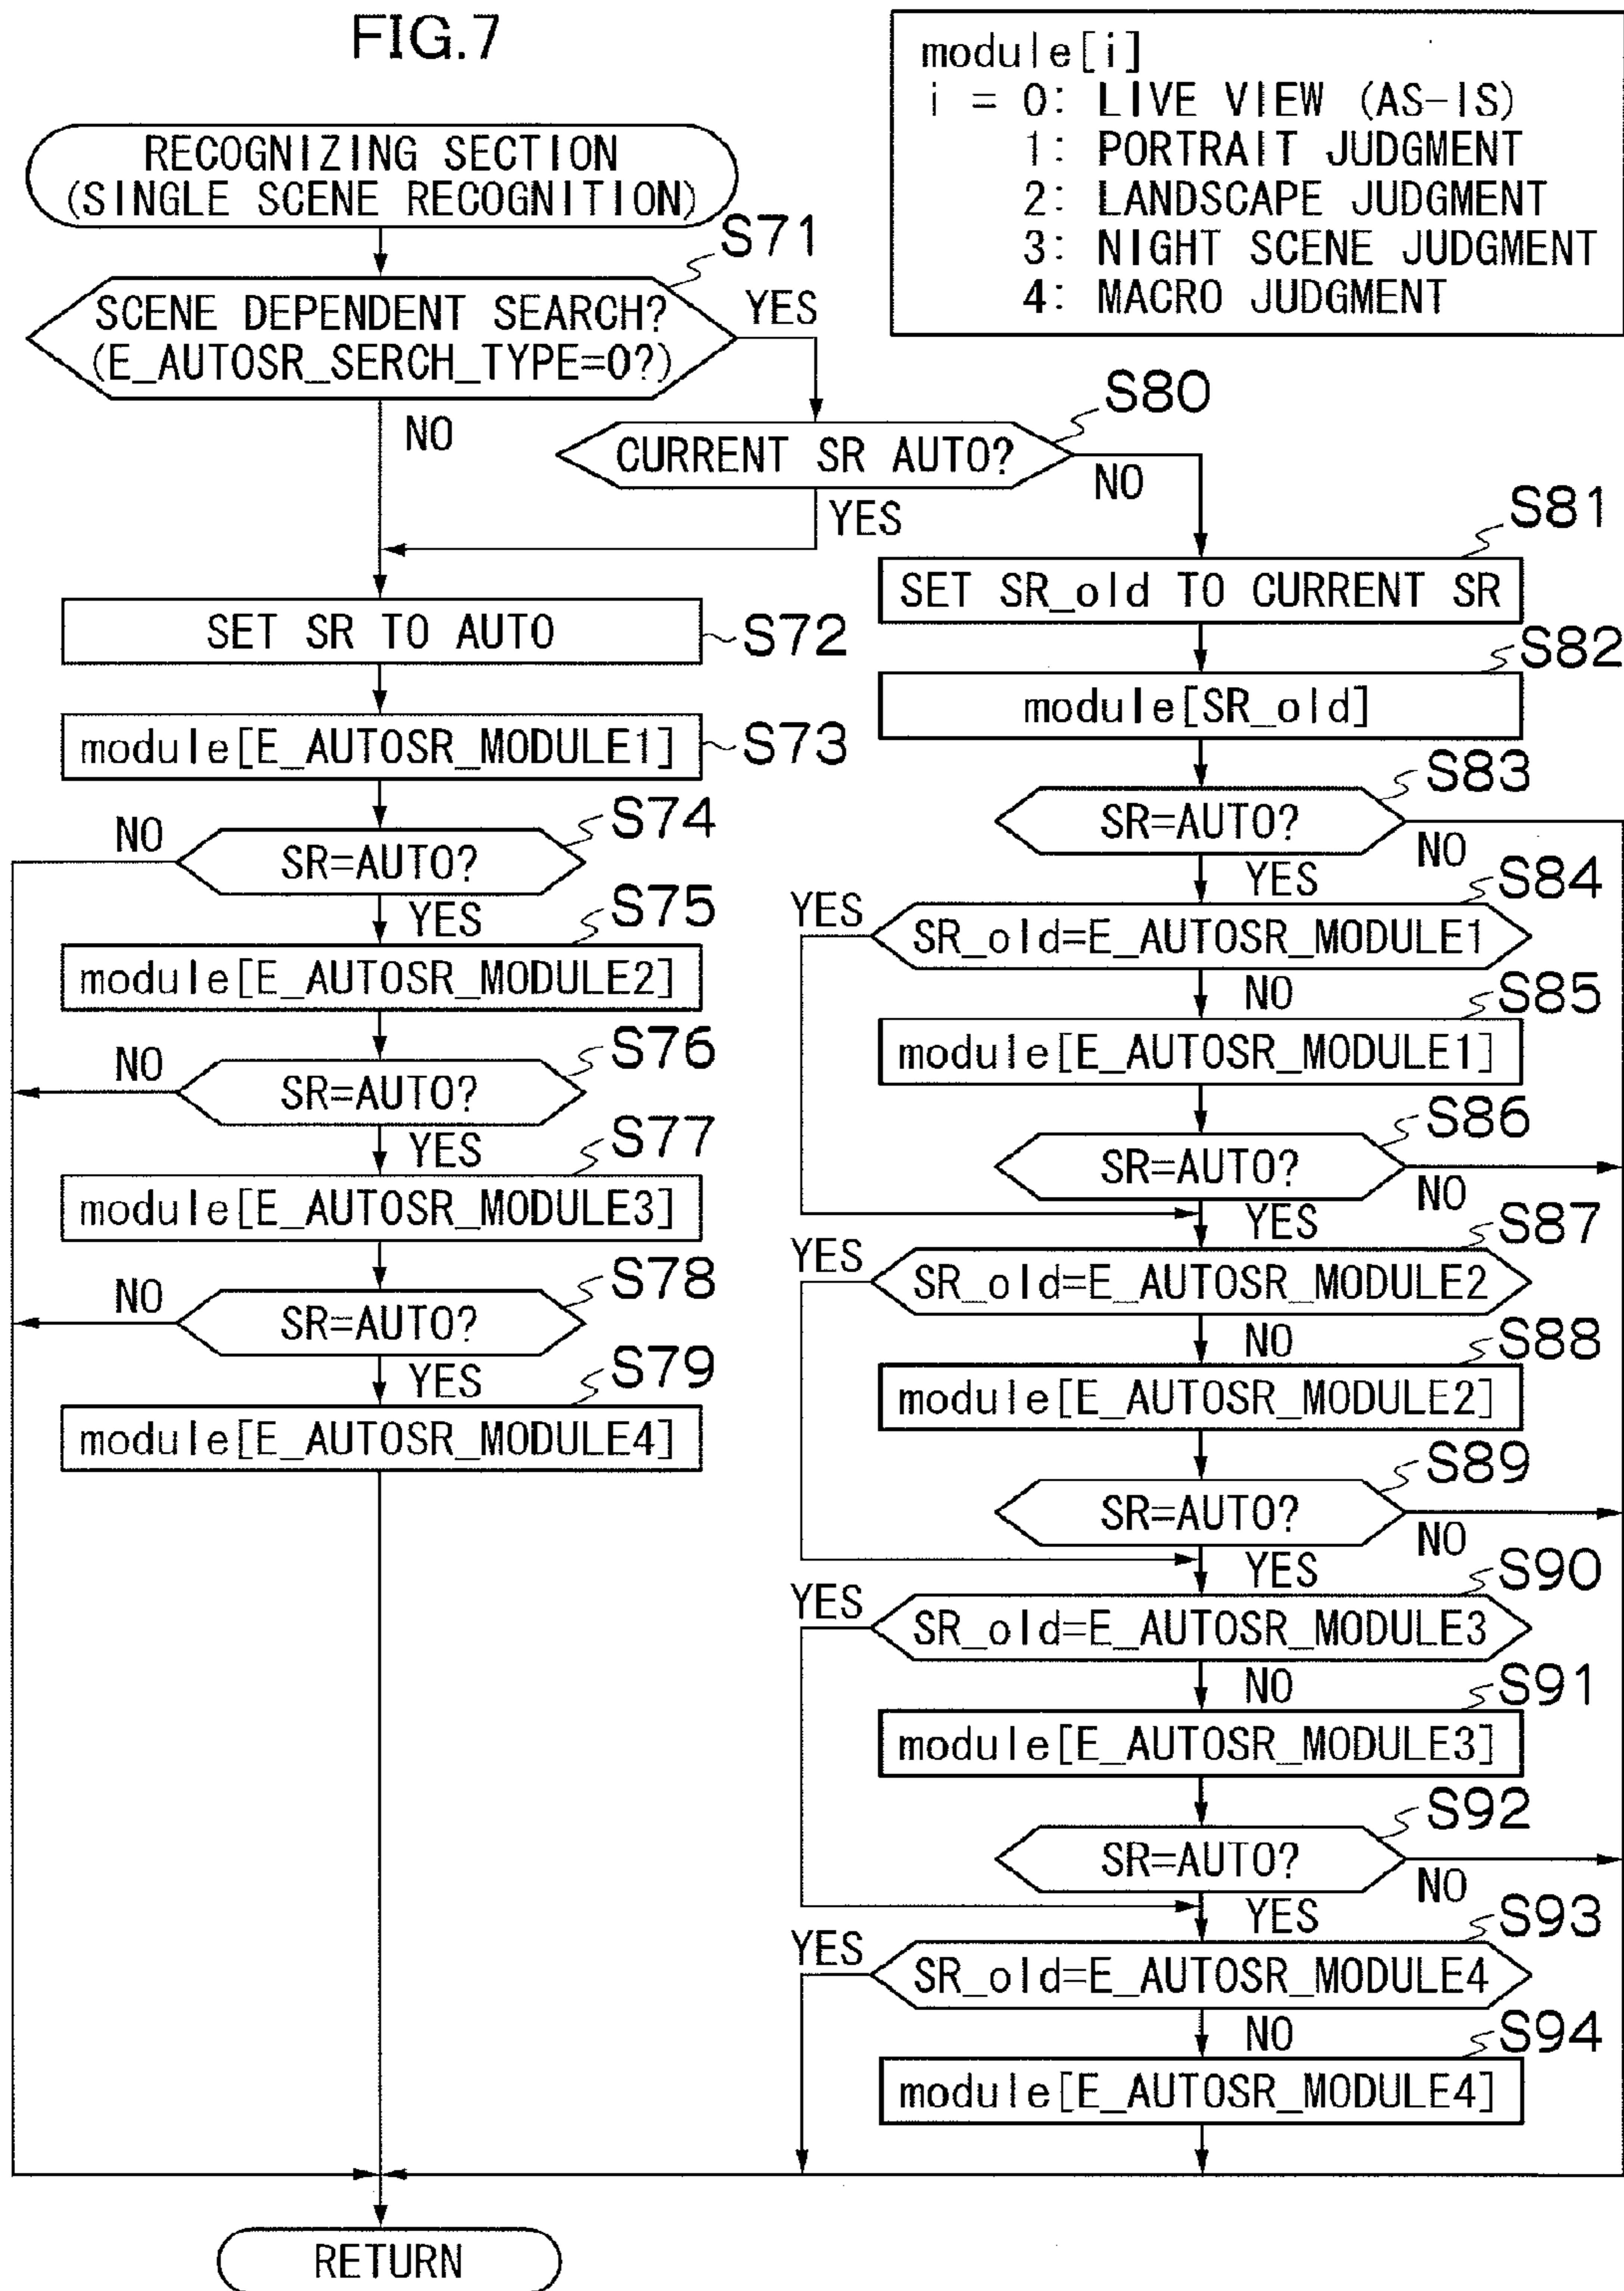 FIG.7
module[i]
i = 0: LIVE VIEW (AS-IS)
1: PORTRAIT JUDGMENT
2: LANDSCAPE JUDGMENT
3: NIGHT SCENE JUDGMENT
4: MACRO JUDGMENT
RECOGNIZING SECTION
(SINGLE SCENE RECOGNITION)
S71
SCENE DEPENDENT SEARCH?
(E_AUTOSR_SERCH_TYPE=0?)
YES
NO
S80
CURRENT SR AUTO?
NO
YES
SET SR TO AUTO
S72
module[E_AUTOSR_MODULE1]
S73
S74
NO
SR=AUTO?
YES
S75
module[E_AUTOSR_MODULE2]
S76
NO
SR=AUTO?
YES
S77
module[E_AUTOSR_MODULE3]
S78
NO
SR=AUTO?
YES
S79
module[E_AUTOSR_MODULE4]
S81
SET SR_old TO CURRENT SR
S82
module[SR_old]
S83
SR=AUTO?
NO
YES
S84
YES
SR_old=E_AUTOSR_MODULE1
NO
S85
module[E_AUTOSR_MODULE1]
S86
SR=AUTO?
NO
YES
S87
YES
SR_old=E_AUTOSR_MODULE2
NO
S88
module[E_AUTOSR_MODULE2]
S89
SR=AUTO?
NO
YES
S90
YES
SR_old=E_AUTOSR_MODULE3
NO
S91
module[E_AUTOSR_MODULE3]
S92
SR=AUTO?
NO
YES
S93
YES
SR_old=E_AUTOSR_MODULE4
NO
S94
module[E_AUTOSR_MODULE4]
RETURN